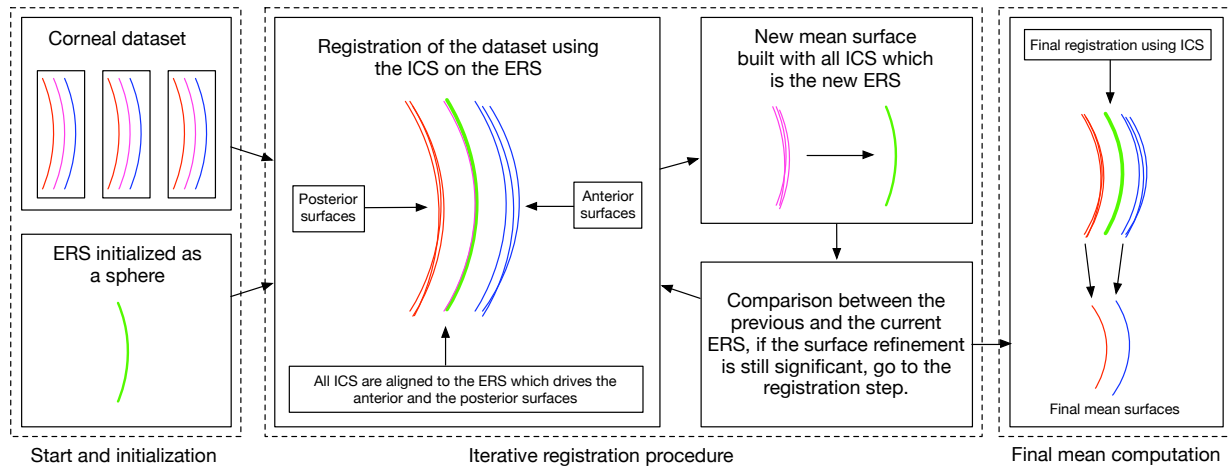 Corneal dataset
ERS initialized as
a sphere
Start and initialization
Registration of the dataset using
the ICS on the ERS
Posterior
surfaces
Anterior
surfaces
All ICS are aligned to the ERS which drives the
anterior and the posterior surfaces
New mean surface
built with all ICS which
is the new ERS
Comparison between the
previous and the current
ERS, if the surface refinement
is still significant, go to the
registration step.
Iterative registration procedure
Final registration using ICS
Final mean surfaces
Final mean computation